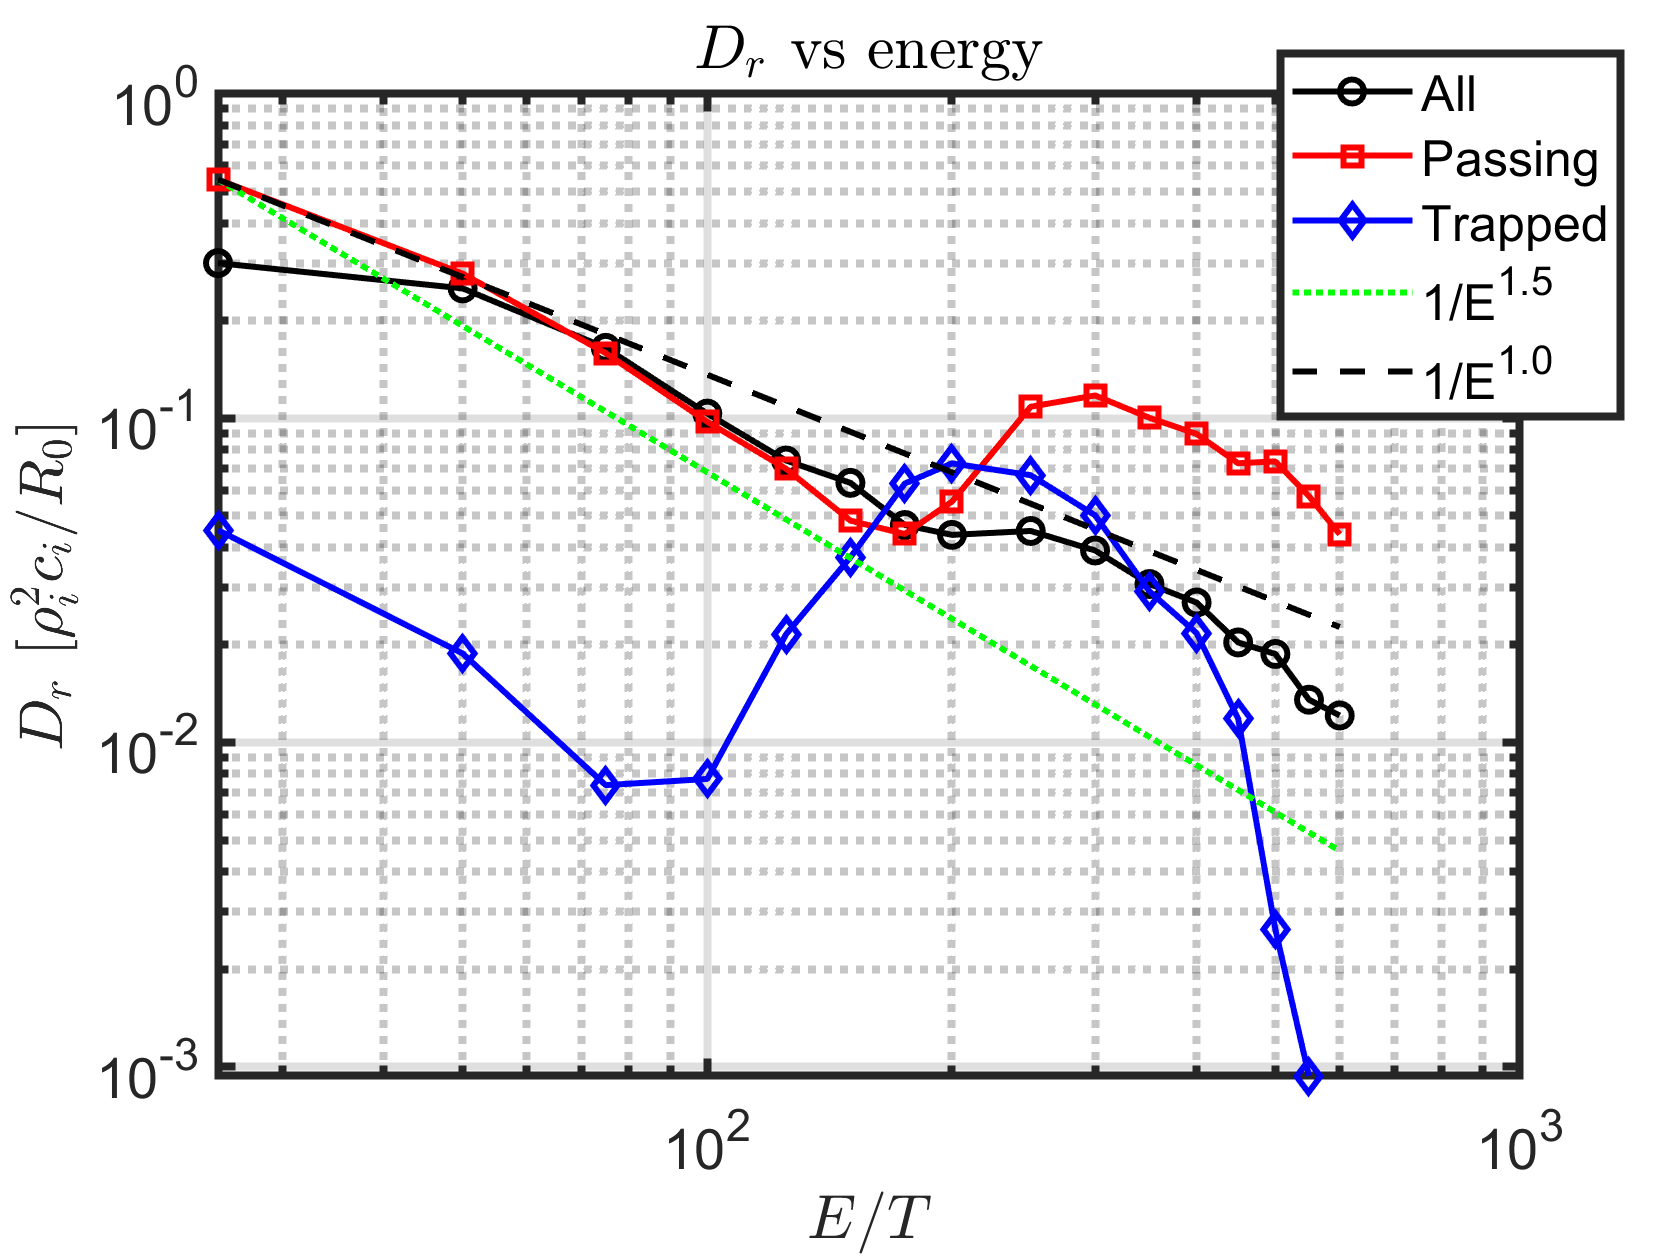 D_r vs energy
All
Passing
Trapped
1/E^1.5
1/E^1.0
10^0
10^-1
10^-2
10^-3
D_r [ρ_i^2 c_i/R_0]
10^2
10^3
E/T